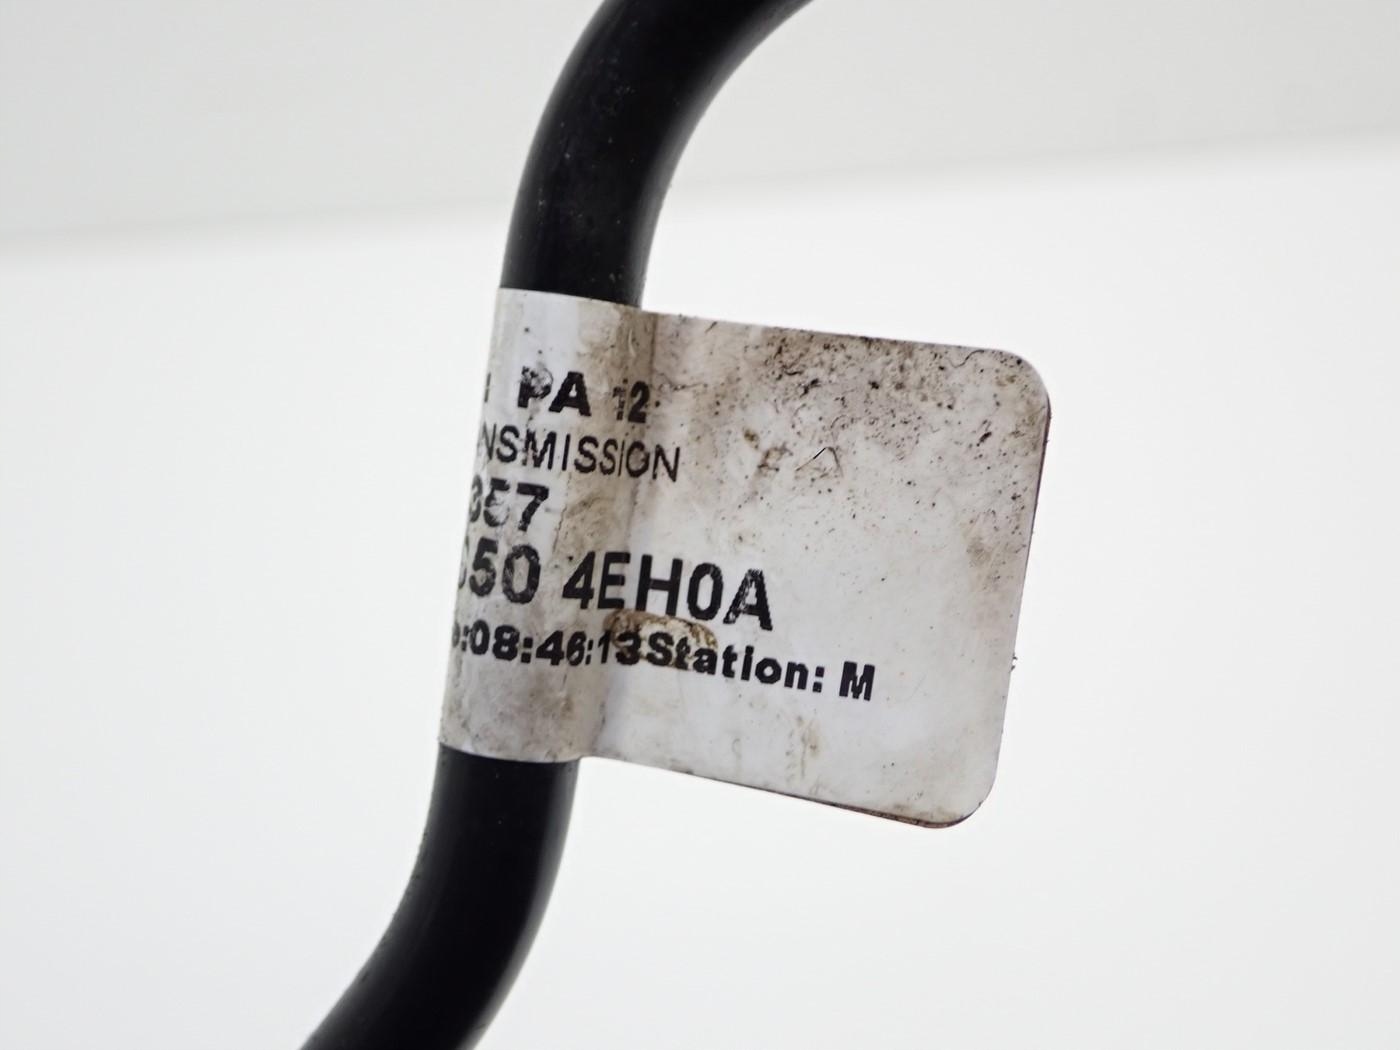 PA 12
NSMISSION
357
650 4EH0A
e:08:46:13Station: M